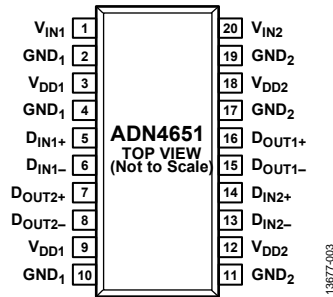 VIN1 1 20 VIN2
GND1 2 19 GND2
VDD1 3 18 VDD2
GND1 4 17 GND2
ADN4651
DIN1+ 5 16 DOUT1+
TOP VIEW
(Not to Scale)
DIN1– 6 15 DOUT1–
DOUT2+ 7 14 DIN2+
DOUT2– 8 13 DIN2–
VDD1 9 12 VDD2
GND1 10 11 GND2
13677-003